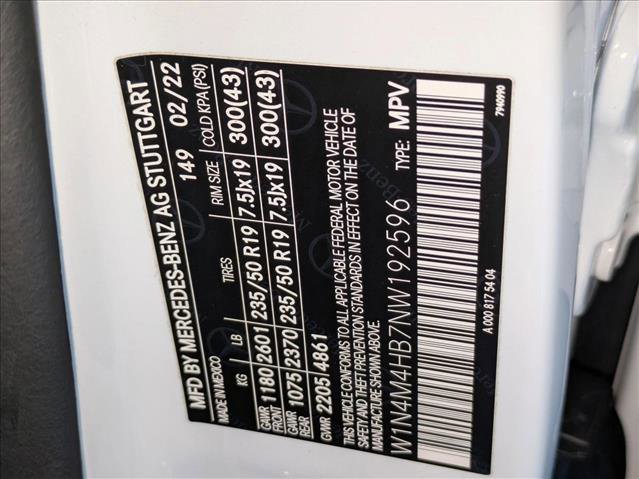 MFD BY MERCEDES-BENZ AG STUTTGART
MADE IN MEXICO 149 02/22
KG LB TIRES RIM SIZE COLD KPA (PSI)
GAWR FRONT 1180 2601 235/50 R19 7.5Jx19 300(43)
GAWR REAR 1075 2370 235/50 R19 7.5Jx19 300(43)
GVWR 2205 4861
THIS VEHICLE CONFORMS TO ALL APPLICABLE FEDERAL MOTOR VEHICLE
SAFETY AND THEFT PREVENTION STANDARDS IN EFFECT ON THE DATE OF
MANUFACTURE SHOWN ABOVE.
W1N4M4HB7NW192596 TYPE: MPV
A 000 817 54 04 7940990